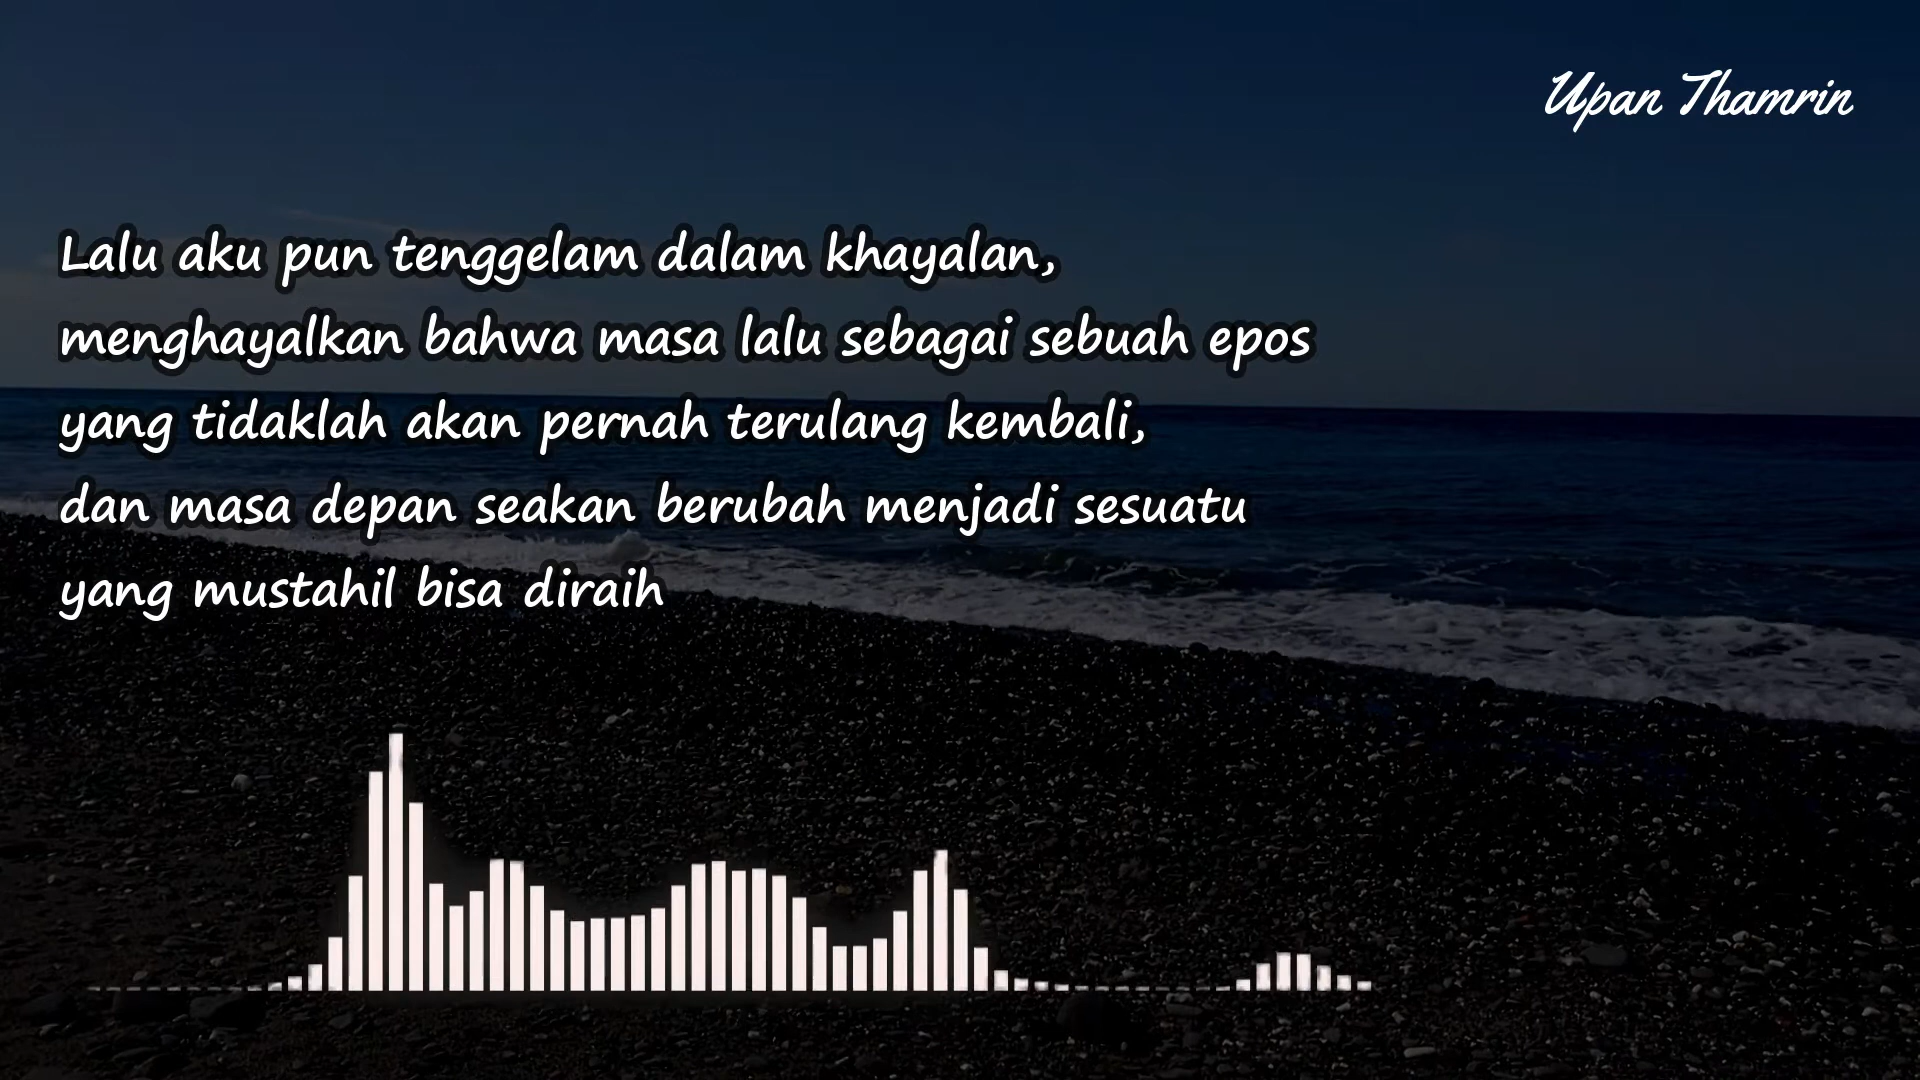 Upan Thamrin
Lalu aku pun tenggelam dalam khayalan,
menghayalkan bahwa masa lalu sebagai sebuah epos
yang tidaklah akan pernah terulang kembali,
dan masa depan seakan berubah menjadi sesuatu
yang mustahil bisa diraih